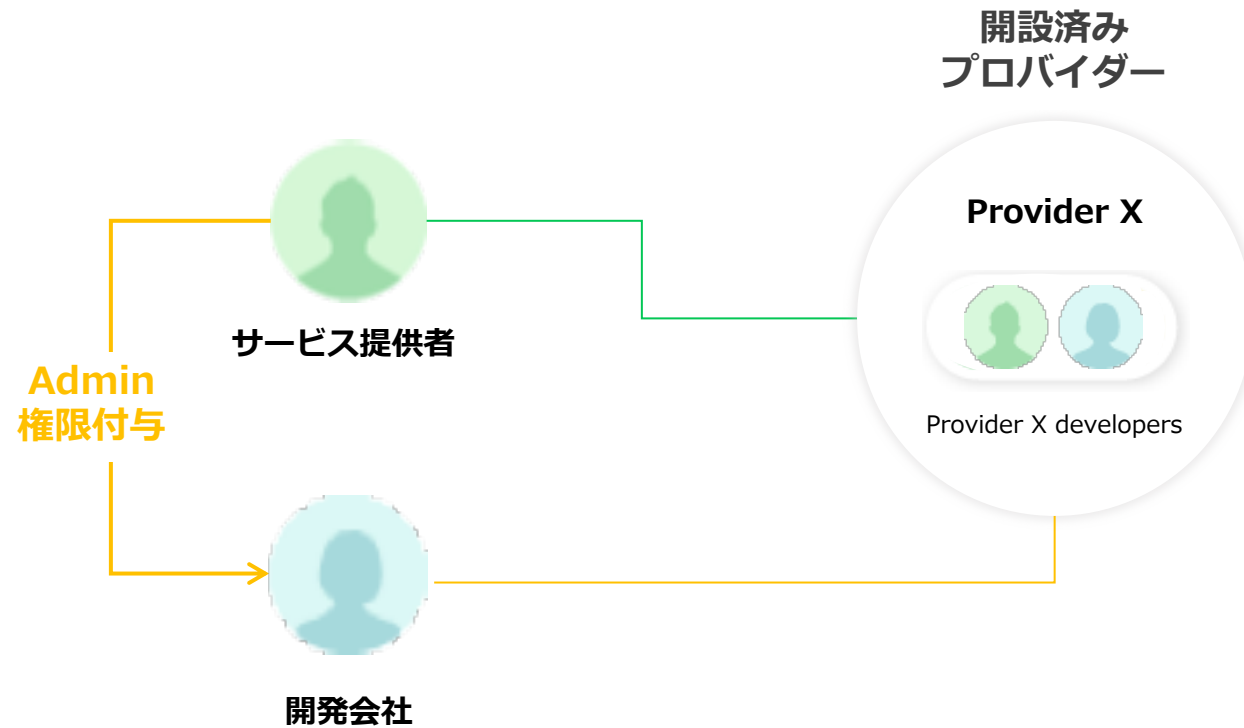 開設済み
プロバイダー
Provider X
Provider X developers
サービス提供者
Admin
権限付与
開発会社